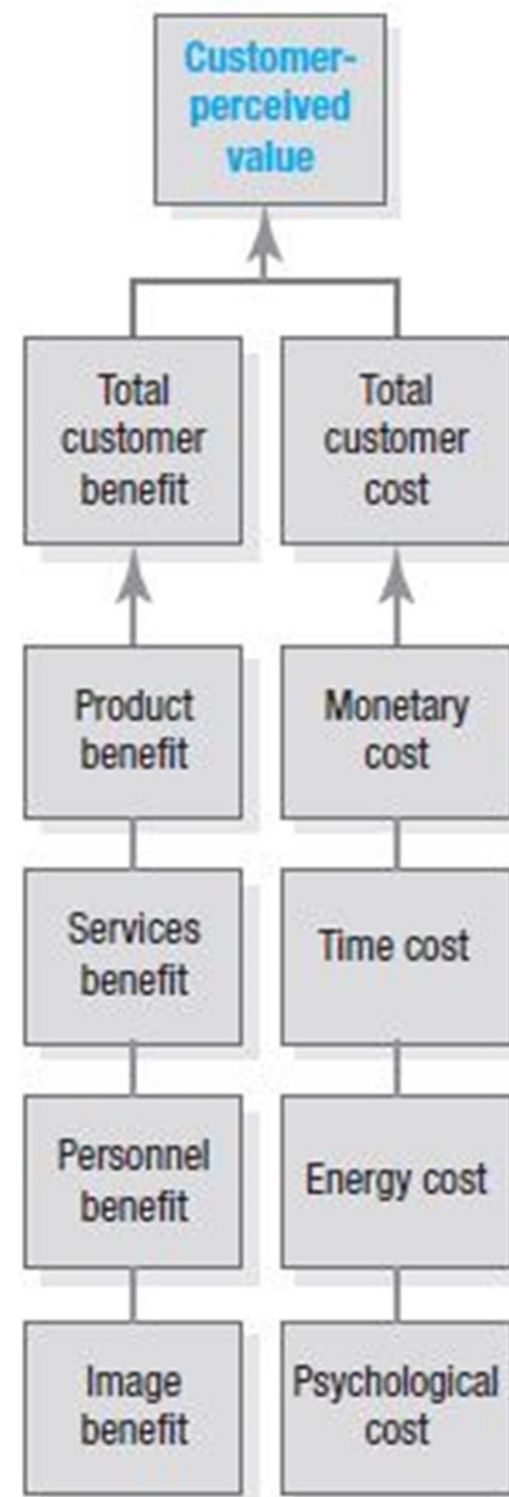 Customer-
perceived
value
Total
customer
benefit
Total
customer
cost
Product
benefit
Monetary
cost
Services
benefit
Time cost
Personnel
benefit
Energy cost
Image
benefit
Psychological
cost